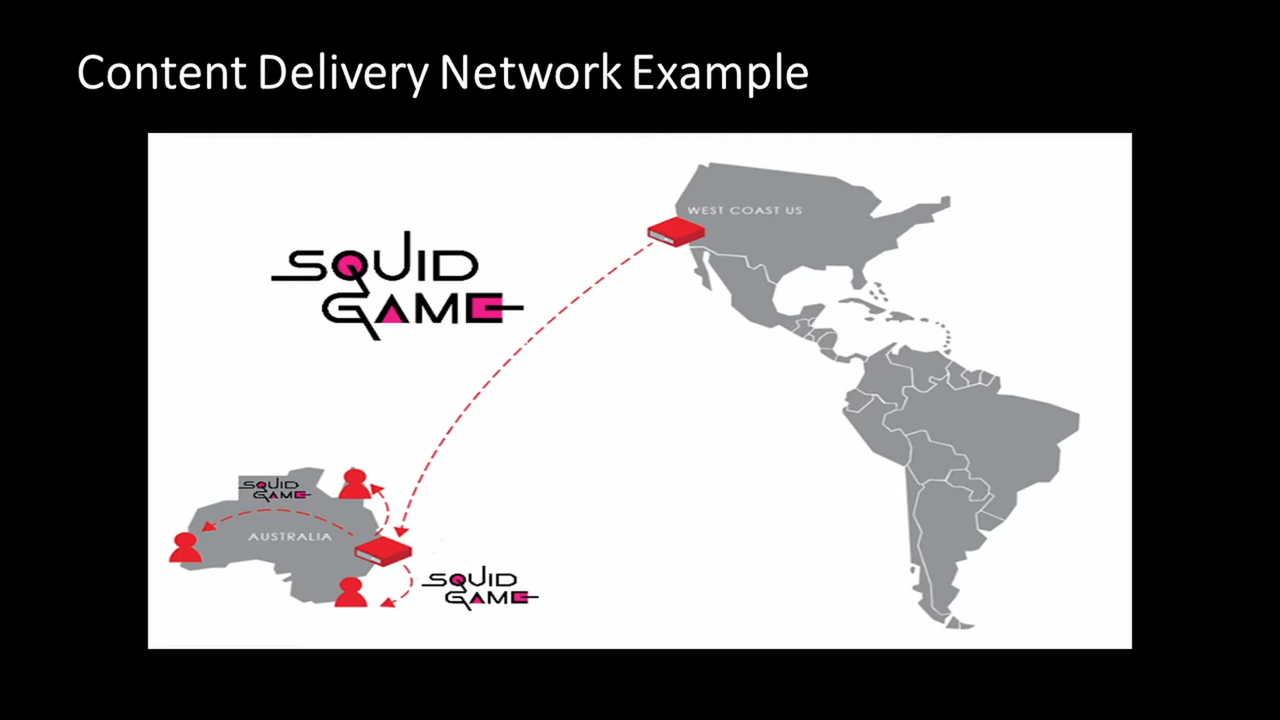 Content Delivery Network Example
WEST COAST US
SQUID
GAME
SQUID
GAME
AUSTRALIA
SQUID
GAME